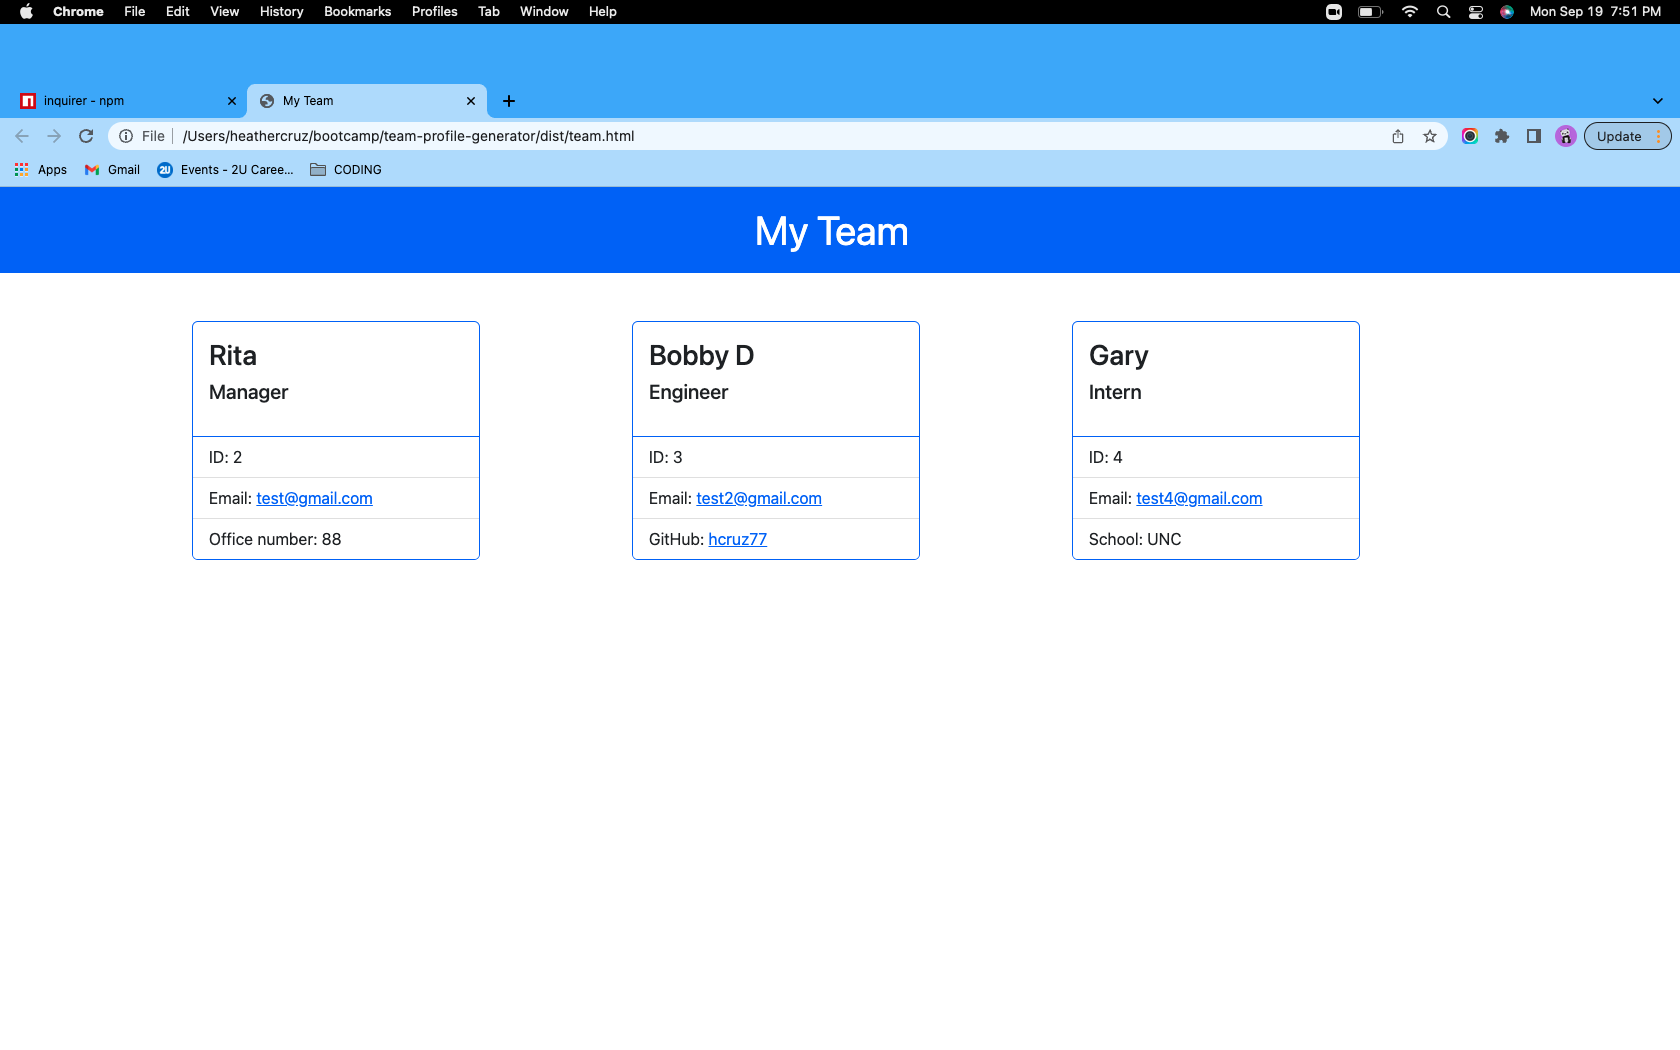 Chrome File Edit View History Bookmarks Profiles Tab Window Help Mon Sep 19 7:51 PM
inquirer - npm My Team
File /Users/heathercruz/bootcamp/team-profile-generator/dist/team.html Update
Apps Gmail 2U Events - 2U Caree... CODING
My Team
Rita
Manager
ID: 2
Email: test@gmail.com
Office number: 88
Bobby D
Engineer
ID: 3
Email: test2@gmail.com
GitHub: hcruz77
Gary
Intern
ID: 4
Email: test4@gmail.com
School: UNC